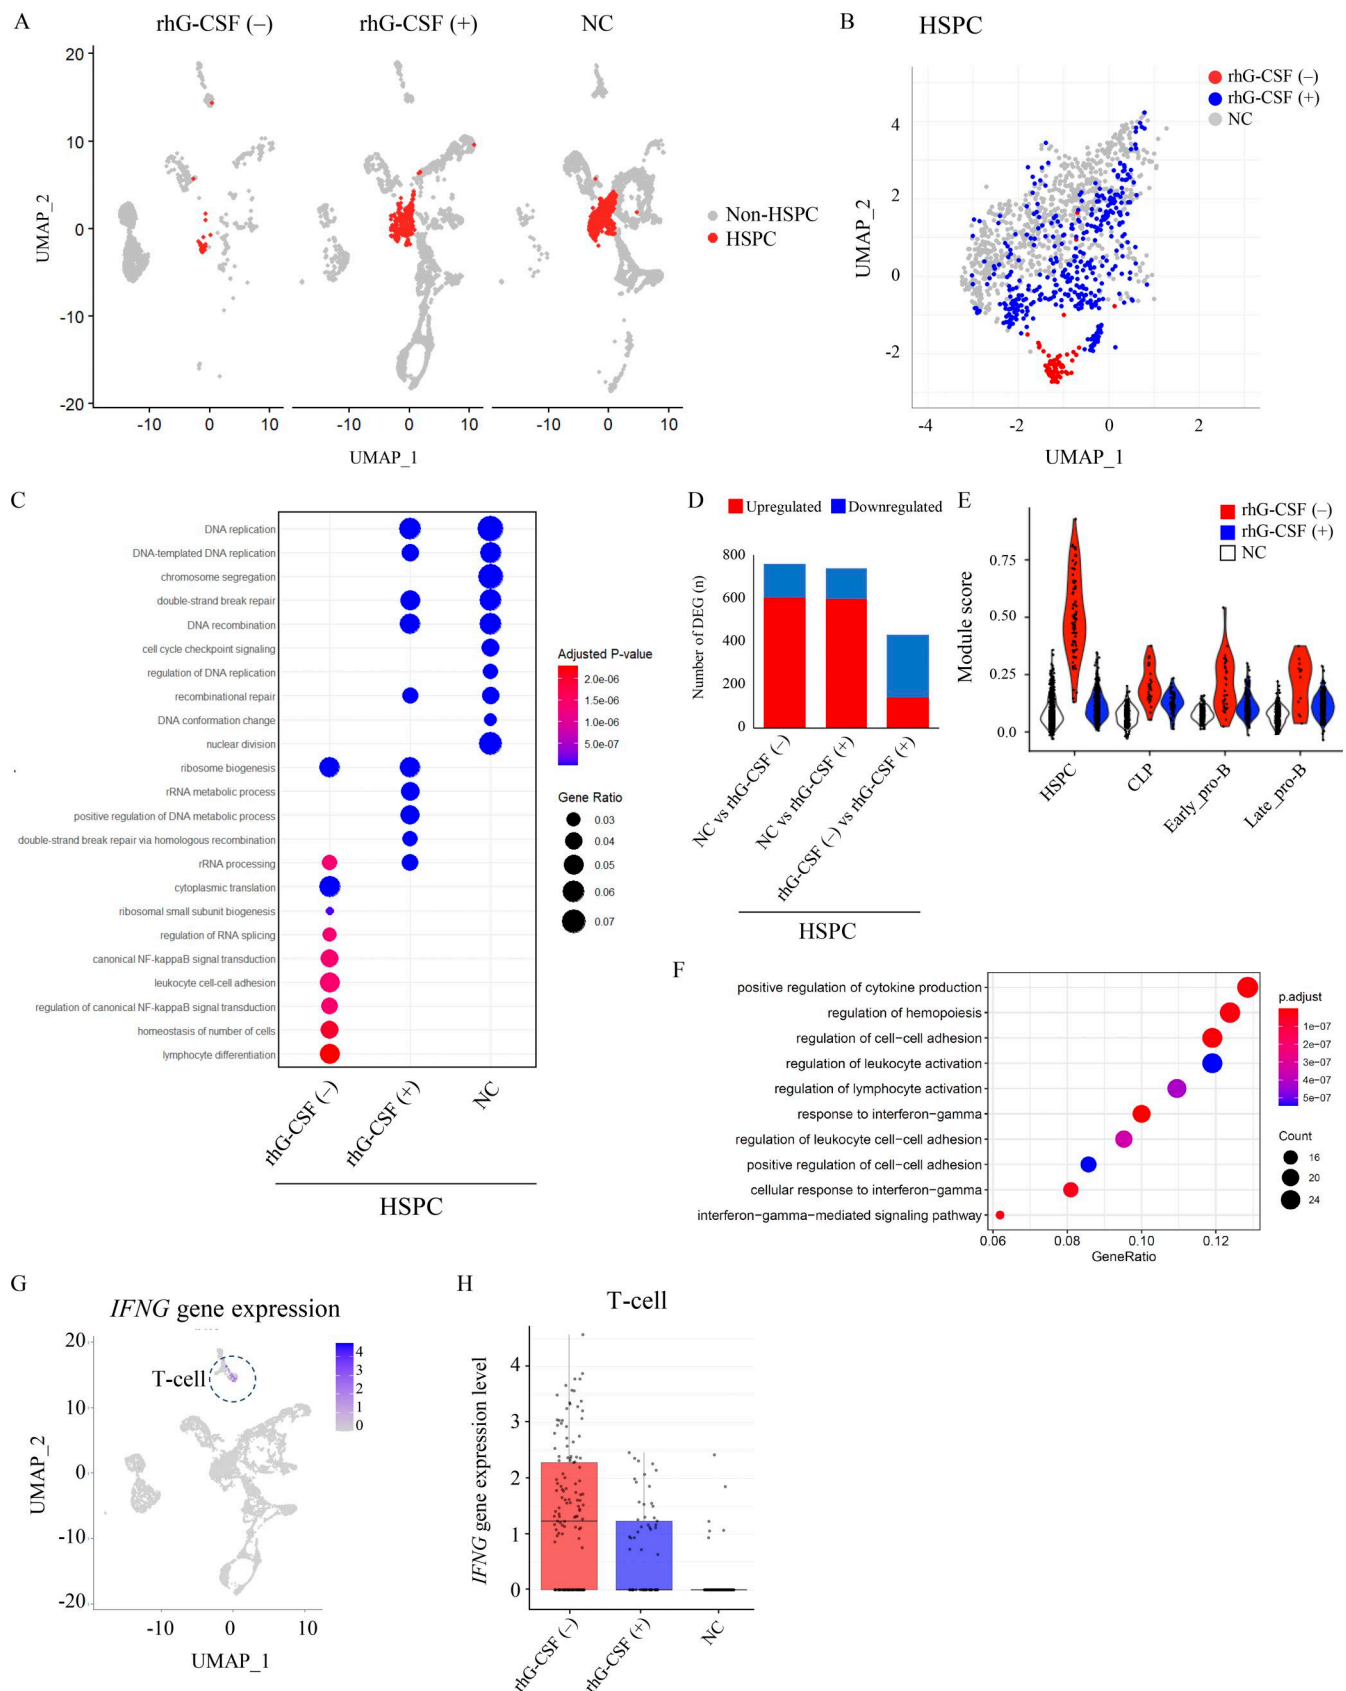 A
rhG-CSF (–)
rhG-CSF (+)
NC
20
10
0
-10
-20
UMAP_2
-10 0 10
-10 0 10
-10 0 10
UMAP_1
Non-HSPC
HSPC
B
HSPC
rhG-CSF (–)
rhG-CSF (+)
NC
4
2
0
-2
UMAP_2
-4 -2 0 2
UMAP_1
C
DNA replication
DNA-templated DNA replication
chromosome segregation
double-strand break repair
DNA recombination
cell cycle checkpoint signaling
regulation of DNA replication
recombinational repair
DNA conformation change
nuclear division
ribosome biogenesis
rRNA metabolic process
positive regulation of DNA metabolic process
double-strand break repair via homologous recombination
rRNA processing
cytoplasmic translation
ribosomal small subunit biogenesis
regulation of RNA splicing
canonical NF-kappaB signal transduction
leukocyte cell-cell adhesion
regulation of canonical NF-kappaB signal transduction
homeostasis of number of cells
lymphocyte differentiation
rhG-CSF (–)
rhG-CSF (+)
NC
HSPC
Adjusted P-value
2.0e-06
1.5e-06
1.0e-06
5.0e-07
Gene Ratio
0.03
0.04
0.05
0.06
0.07
D
Upregulated
Downregulated
800
600
400
200
0
Number of DEG (n)
NC vs rhG-CSF (–)
NC vs rhG-CSF (+)
rhG-CSF (–) vs rhG-CSF (+)
HSPC
E
rhG-CSF (–)
rhG-CSF (+)
NC
0.75
0.50
0.25
0.0
Module score
HSPC
CLP
Early_pro-B
Late_pro-B
F
positive regulation of cytokine production
regulation of hemopoiesis
regulation of cell−cell adhesion
regulation of leukocyte activation
regulation of lymphocyte activation
response to interferon−gamma
regulation of leukocyte cell−cell adhesion
positive regulation of cell−cell adhesion
cellular response to interferon−gamma
interferon−gamma−mediated signaling pathway
0.06 0.08 0.10 0.12
GeneRatio
p.adjust
1e−07
2e−07
3e−07
4e−07
5e−07
Count
16
20
24
G
IFNG gene expression
T-cell
20
10
0
-10
-20
UMAP_2
-10 0 10
UMAP_1
4
3
2
1
0
H
T-cell
4
3
2
1
0
IFNG gene expression level
rhG-CSF (–)
rhG-CSF (+)
NC